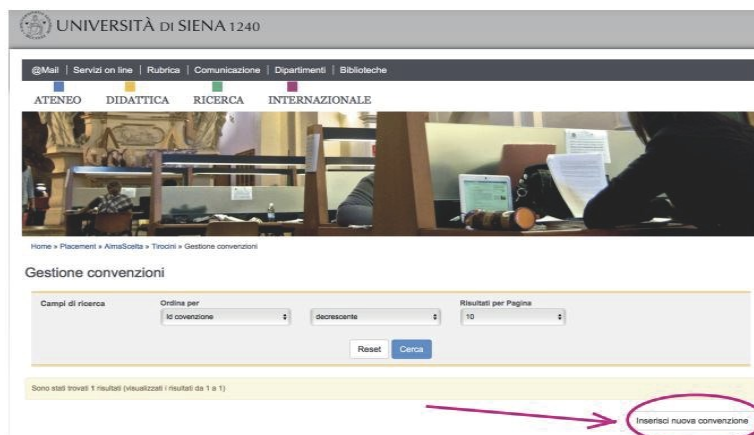 UNIVERSITÀ DI SIENA 1240
@Mail | Servizi on line | Rubrica | Comunicazione | Dipartimenti | Biblioteche
ATENEO DIDATTICA RICERCA INTERNAZIONALE
Home » Placement » AlmaScelta » Tirocini » Gestione convenzioni
Gestione convenzioni
Campi di ricerca Ordina per Risultati per Pagina
Id covenzione decrescente 10
Reset Cerca
Sono stati trovati 1 risultati (visualizzati i risultati da 1 a 1)
Inserisci nuova convenzione